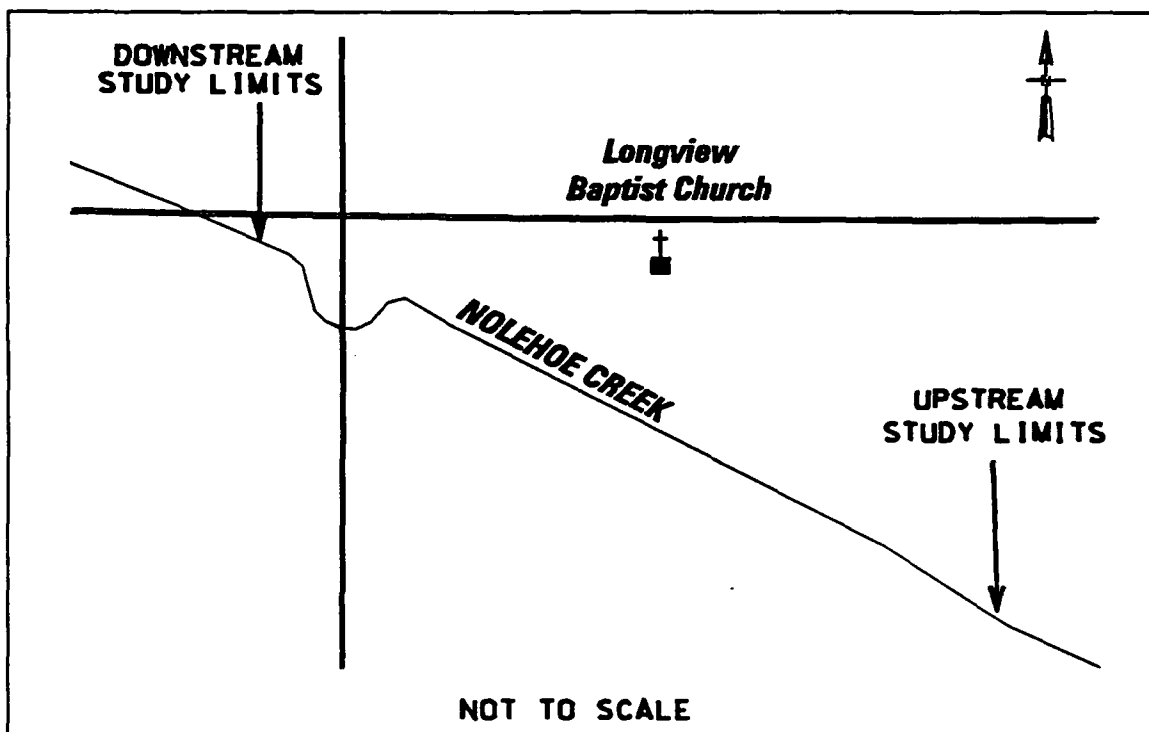 DOWNSTREAM
STUDY LIMITS
Longview
Baptist Church
NOLEHOE CREEK
UPSTREAM
STUDY LIMITS
NOT TO SCALE